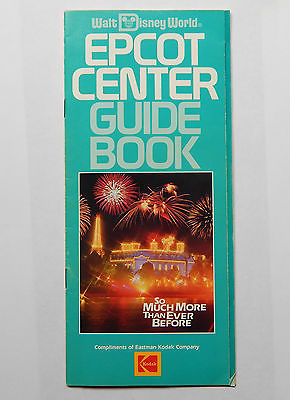 Walt Disney World®
EPCOT
CENTER
GUIDE
BOOK
So
Much More
Than Ever
Before
Compliments of Eastman Kodak Company
Kodak